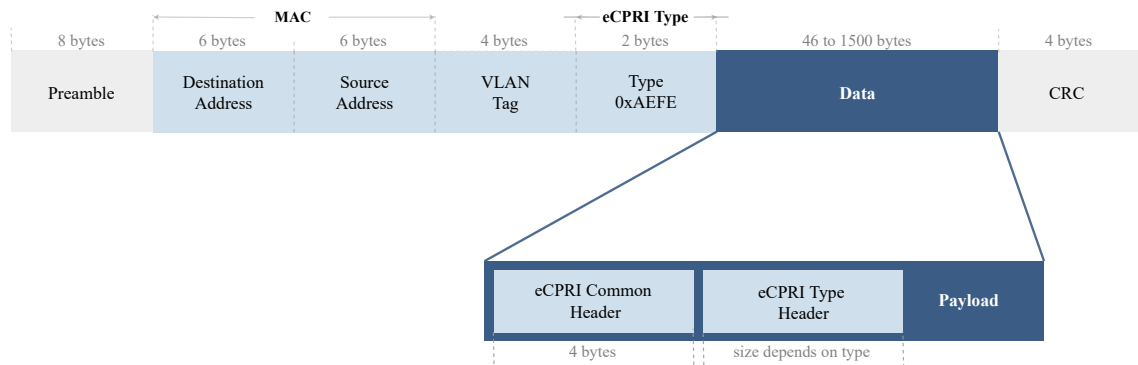 MAC
eCPRI Type
8 bytes
6 bytes
6 bytes
4 bytes
2 bytes
46 to 1500 bytes
4 bytes
Preamble
Destination
Address
Source
Address
VLAN
Tag
Type
0xAEFE
Data
CRC
eCPRI Common
Header
eCPRI Type
Header
Payload
4 bytes
size depends on type